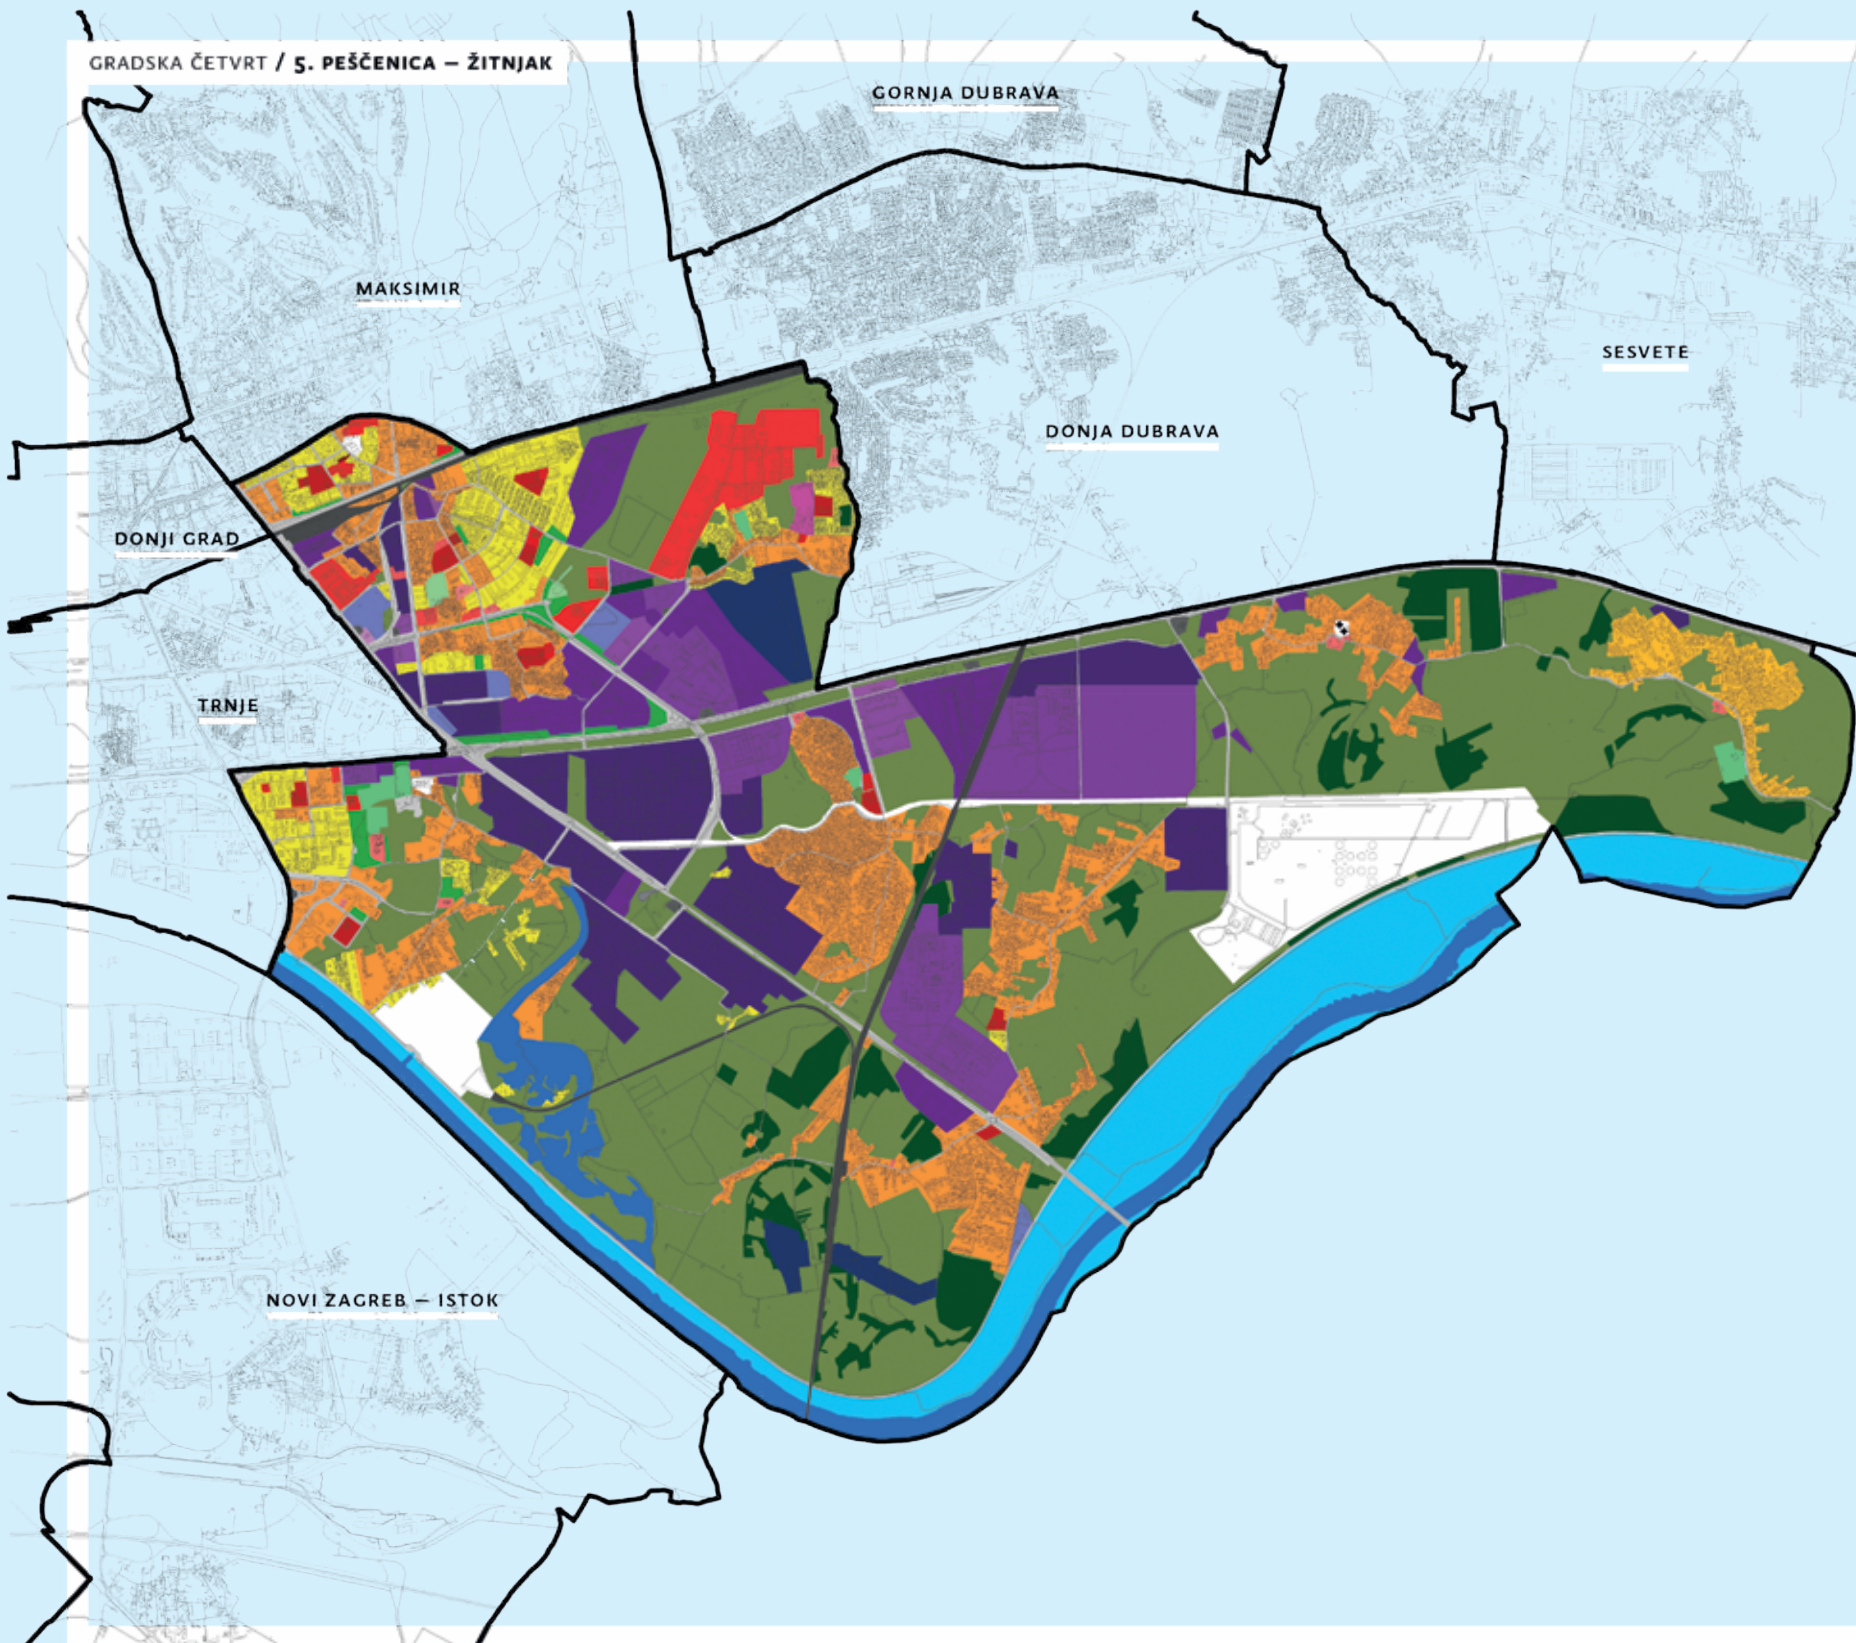 GRADSKA ČETVRT / 5. PEŠČENICA – ŽITNJAK
GORNJA DUBRAVA
MAKSIMIR
SESVETE
DONJA DUBRAVA
DONJI GRAD
TRNJE
NOVI ZAGREB – ISTOK